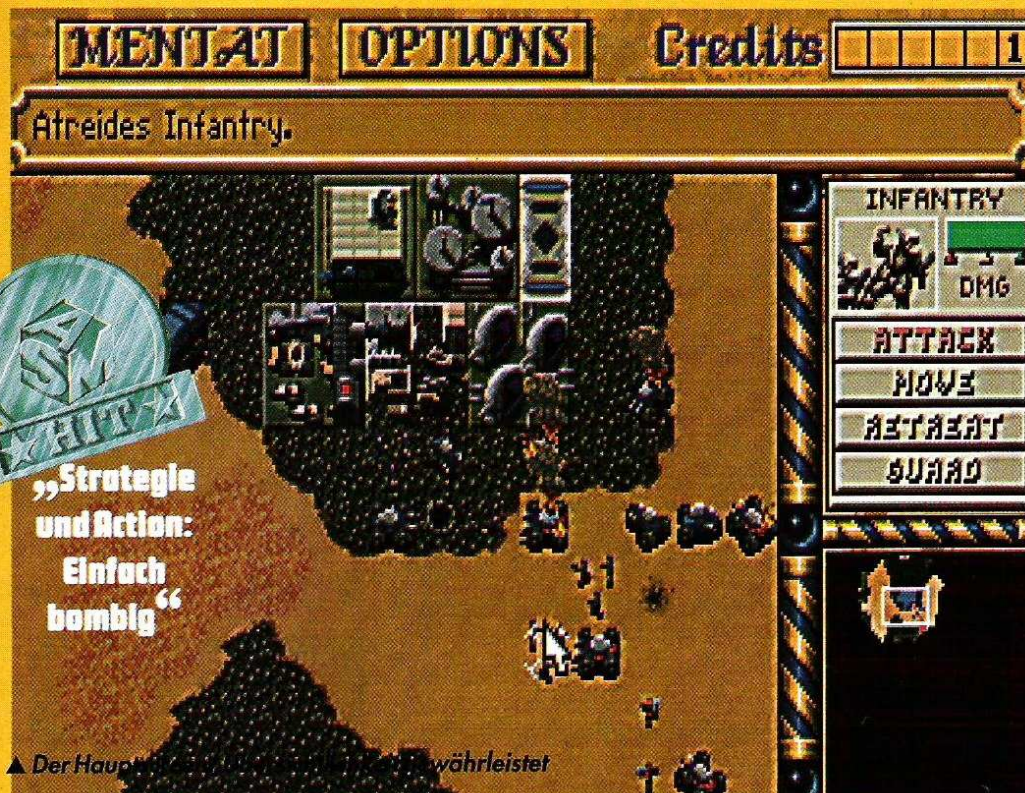 MENTAT OPTIONS Credits 1
Atreides Infantry.
INFANTRY
DMG
ATTACK
MOVE
RETREAT
GUARD
ASM
HIT
„Strategie
und Action:
Einfach
bombig“
▲ Der währleistet